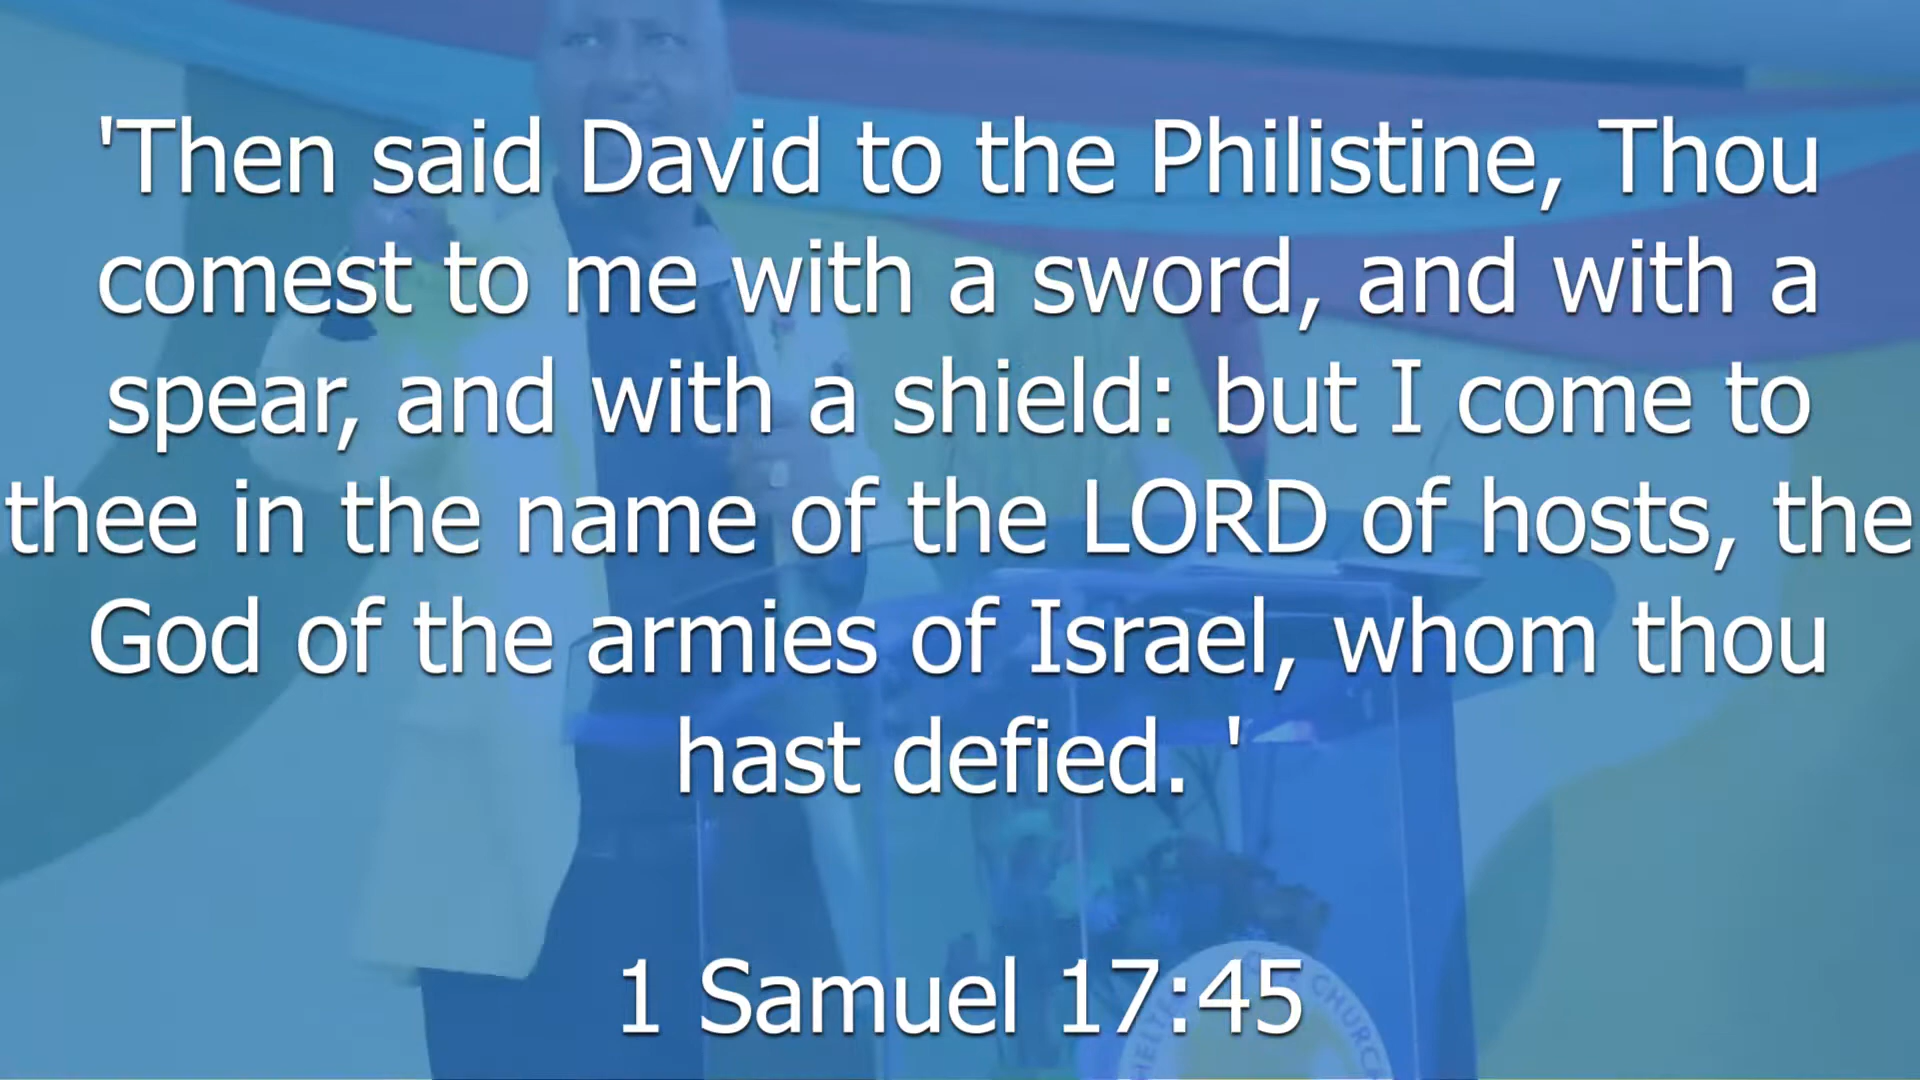 'Then said David to the Philistine, Thou
comest to me with a sword, and with a
spear, and with a shield: but I come to
thee in the name of the LORD of hosts, the
God of the armies of Israel, whom thou
hast defied. '
1 Samuel 17:45
CHURCH